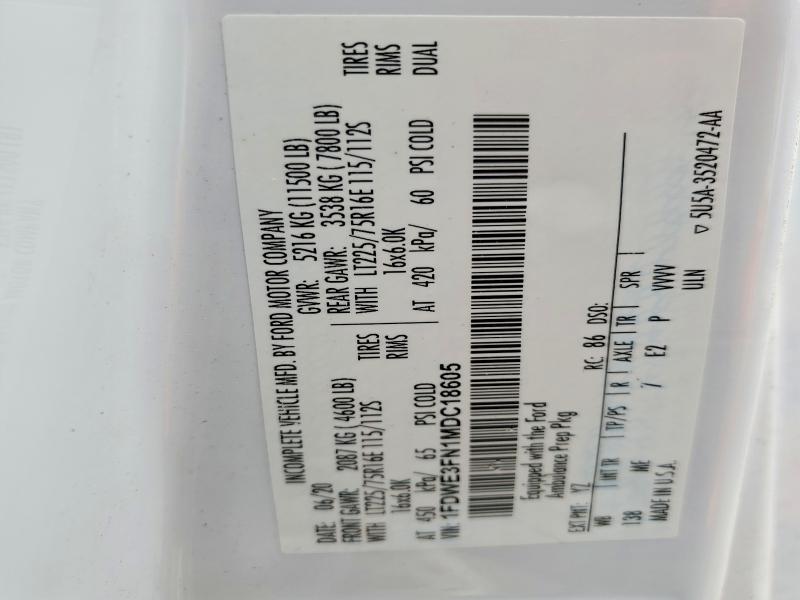 INCOMPLETE VEHICLE MFD. BY FORD MOTOR COMPANY
DATE: 06/20 GVWR: 5216 KG (11500 LB)
FRONT GAWR: 2087 KG (4600 LB) REAR GAWR: 3538 KG (7800 LB)
WITH LT225/75R16E 115/112S TIRES WITH LT225/75R16E 115/112S TIRES
16x6.0K RIMS 16x6.0K RIMS
AT 450 kPa/ 65 PSI COLD AT 420 kPa/ 60 PSI COLD DUAL
VIN: 1FDWE3FN1MDC18605
Equipped with the Ford
Ambulance Prep Pkg
EXT PNT: YZ RC: 86 DSO:
WB INT TR TP/PS R AXLE TR SPR
138 ME 7 E2 P VWV
MADE IN U.S.A. ULN
▽ 5U5A-3520472-AA